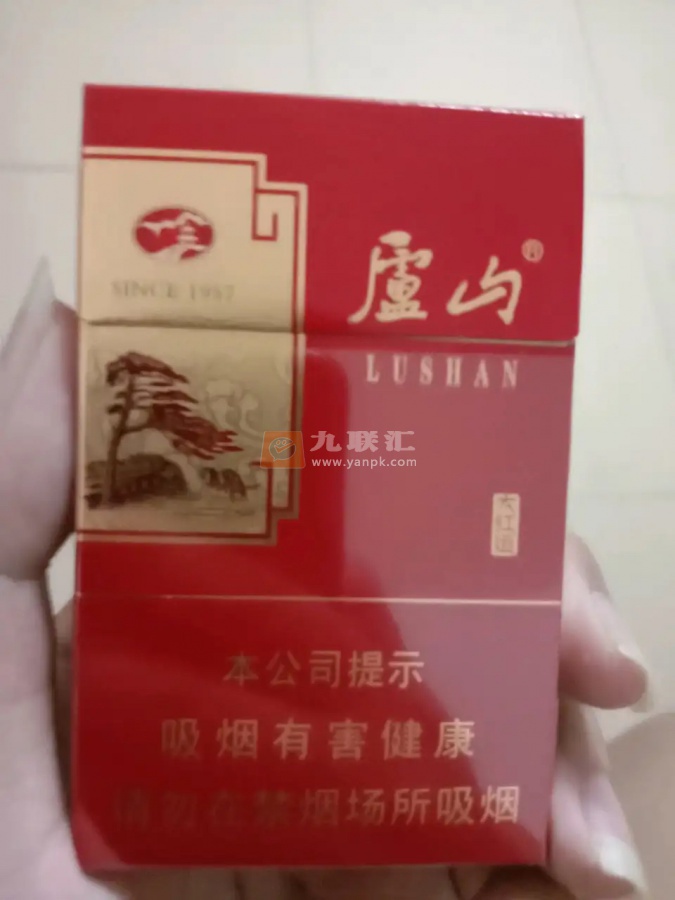 SINCE 1957
廬山®
LUSHAN
九联汇
www.yanpk.com
大红运
本公司提示
吸烟有害健康
请勿在禁烟场所吸烟